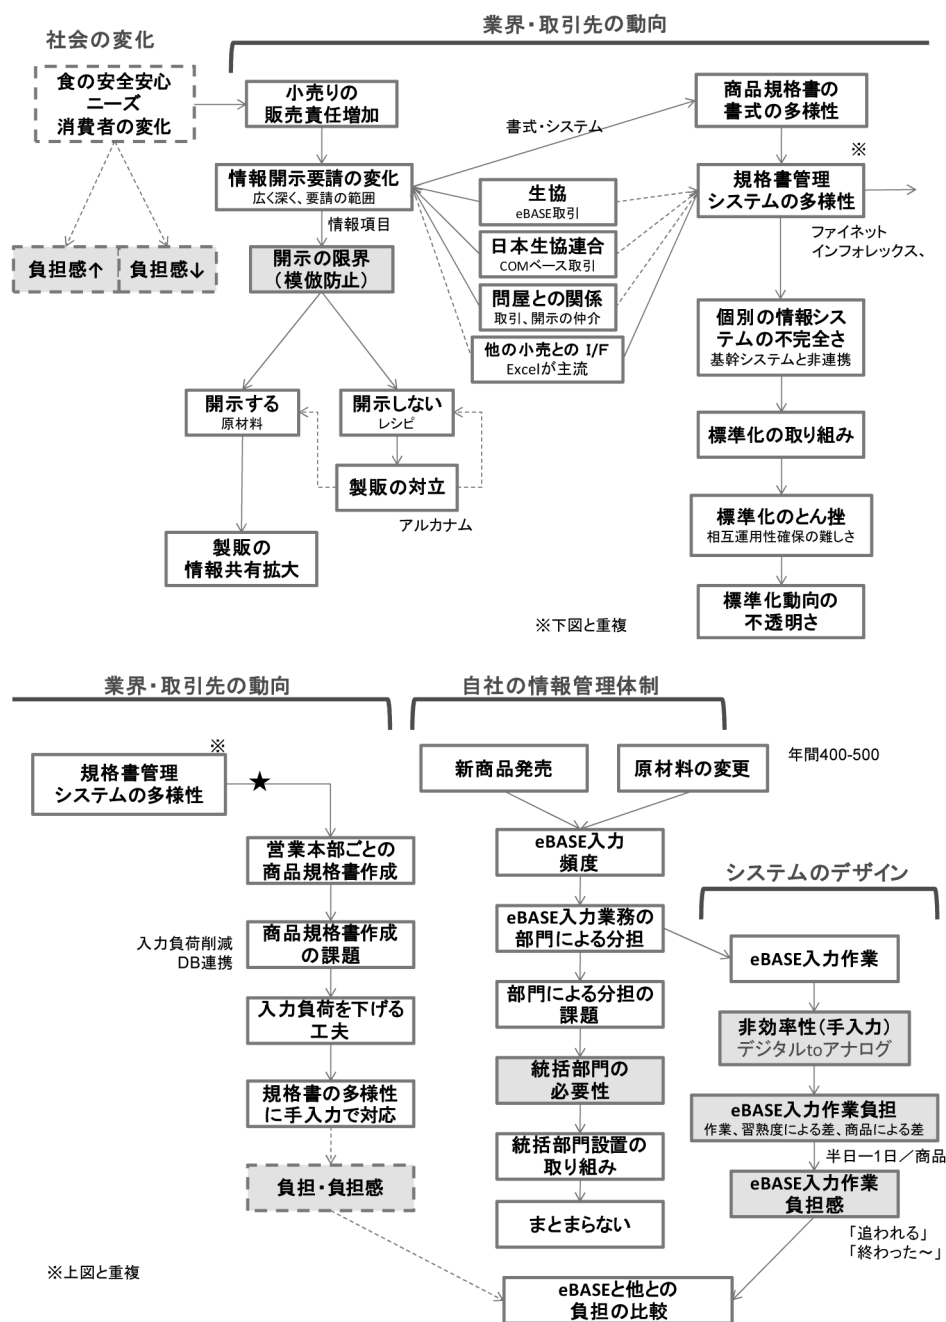 業界・取引先の動向
社会の変化
食の安全安心
ニーズ
消費者の変化
小売りの
販売責任増加
商品規格書の
書式の多様性
書式・システム
※
情報開示要請の変化
広く深く、要請の範囲
生協
eBASE取引
規格書管理
システムの多様性
情報項目
ファイネット
インフォレックス、
負担感↑
負担感↓
開示の限界
（模倣防止）
日本生協連合
COMベース取引
問屋との関係
取引、開示の仲介
他の小売との I/F
Excelが主流
個別の情報シス
テムの不完全さ
基幹システムと非連携
開示する
原材料
開示しない
レシピ
標準化の取り組み
製販の対立
アルカナム
標準化のとん挫
相互運用性確保の難しさ
製販の
情報共有拡大
標準化動向の
不透明さ
※下図と重複
業界・取引先の動向
自社の情報管理体制
※
規格書管理
システムの多様性
★
新商品発売
原材料の変更
年間400-500
営業本部ごとの
商品規格書作成
eBASE入力
頻度
システムのデザイン
入力負荷削減
DB連携
商品規格書作成
の課題
eBASE入力業務の
部門による分担
eBASE入力作業
入力負荷を下げる
工夫
部門による分担の
課題
非効率性（手入力）
デジタルtoアナログ
規格書の多様性
に手入力で対応
統括部門の
必要性
eBASE入力作業負担
作業、習熟度による差、商品による差
半日ー1日／商品
負担・負担感
統括部門設置の
取り組み
eBASE入力作業
負担感
まとまらない
「追われる」
「終わった～」
※上図と重複
eBASEと他との
負担の比較